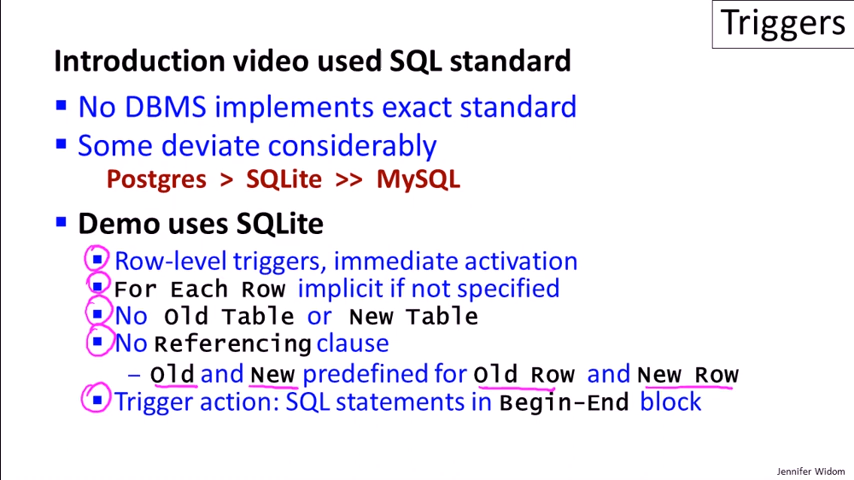 Triggers
Introduction video used SQL standard
▪ No DBMS implements exact standard
▪ Some deviate considerably
Postgres > SQLite >> MySQL
▪ Demo uses SQLite
▪ Row-level triggers, immediate activation
▪ For Each Row implicit if not specified
▪ No Old Table or New Table
▪ No Referencing clause
– Old and New predefined for Old Row and New Row
▪ Trigger action: SQL statements in Begin-End block
Jennifer Widom